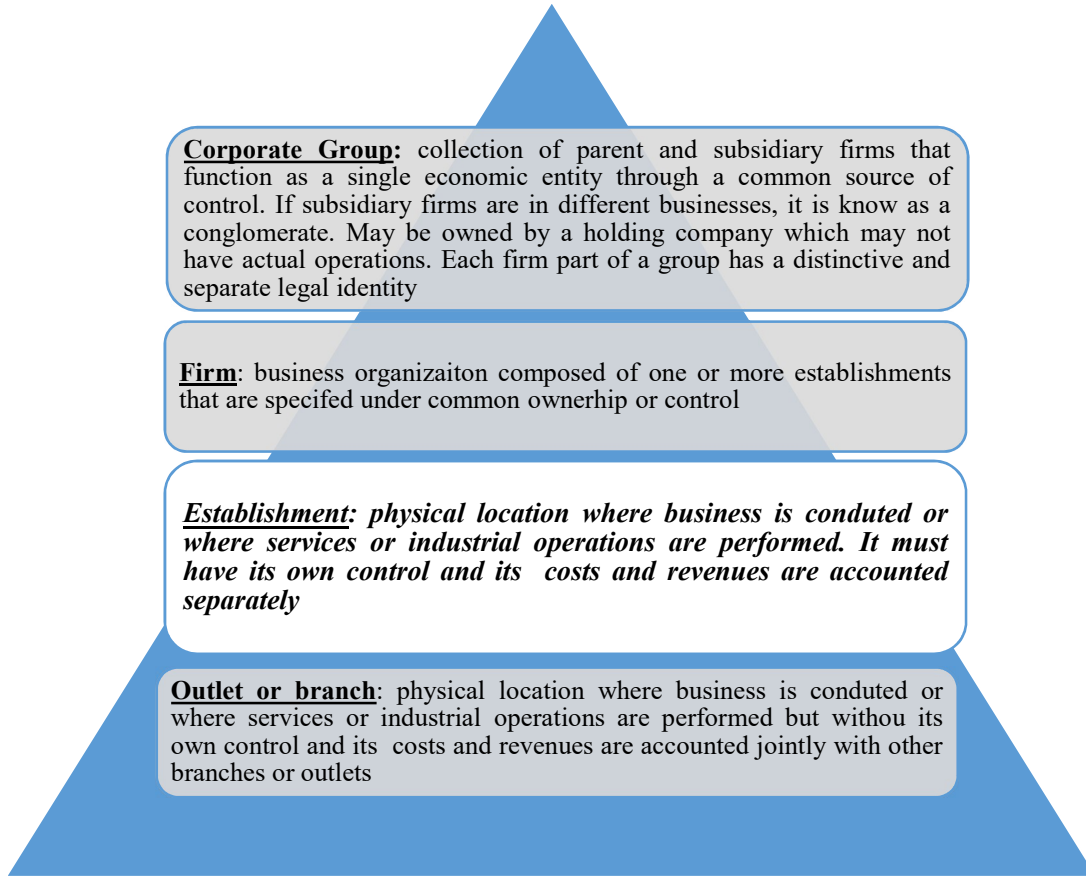 Corporate Group: collection of parent and subsidiary firms that
function as a single economic entity through a common source of
control. If subsidiary firms are in different businesses, it is know as a
conglomerate. May be owned by a holding company which may not
have actual operations. Each firm part of a group has a distinctive and
separate legal identity
Firm: business organizaiton composed of one or more establishments
that are specifed under common ownerhip or control
Establishment: physical location where business is conduted or
where services or industrial operations are performed. It must
have its own control and its costs and revenues are accounted
separately
Outlet or branch: physical location where business is conduted or
where services or industrial operations are performed but withou its
own control and its costs and revenues are accounted jointly with other
branches or outlets